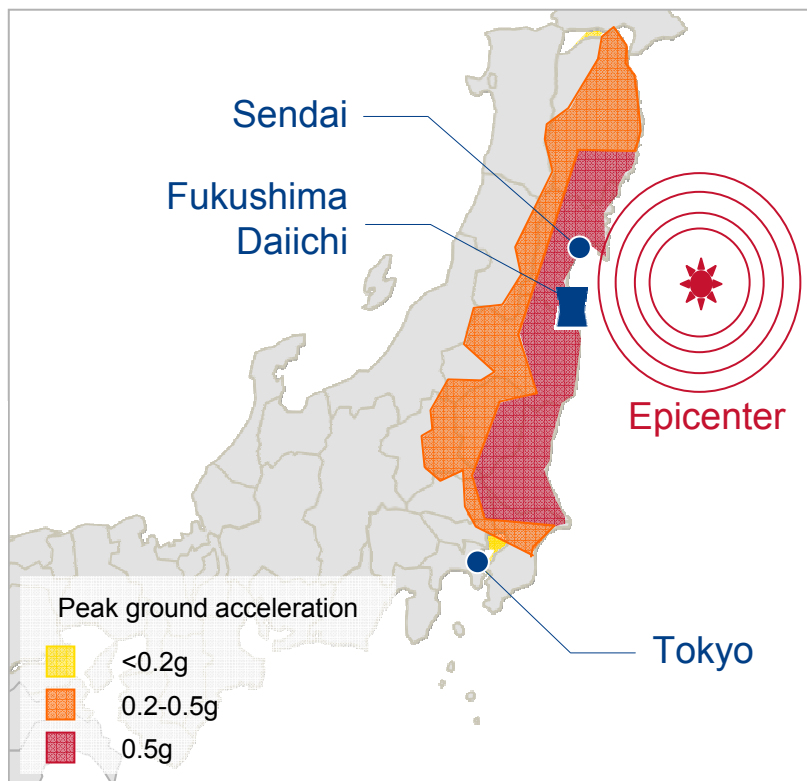 Sendai
Fukushima
Daiichi
Epicenter
Tokyo
Peak ground acceleration
<0.2g
0.2-0.5g
0.5g